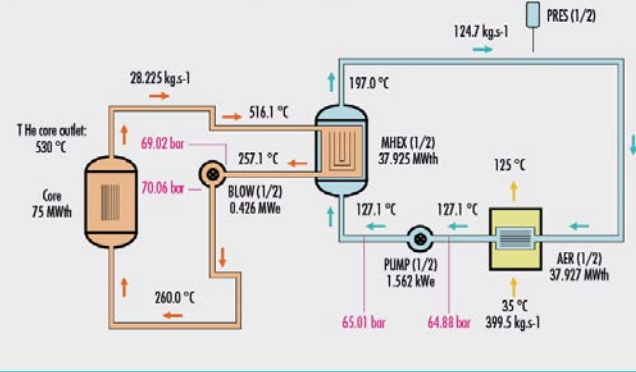 PRES (1/2)
124.7 kg.s-1
28.225 kg.s-1
197.0 °C
516.1 °C
T He core outlet:
530 °C
69.02 bar
257.1 °C
MHEX (1/2)
37.925 MWth
125 °C
Core
75 MWth
70.06 bar
BLOW (1/2)
0.426 MWe
127.1 °C
127.1 °C
PUMP (1/2)
1.562 kWe
AER (1/2)
37.927 MWth
260.0 °C
65.01 bar
64.88 bar
35 °C
399.5 kg.s-1